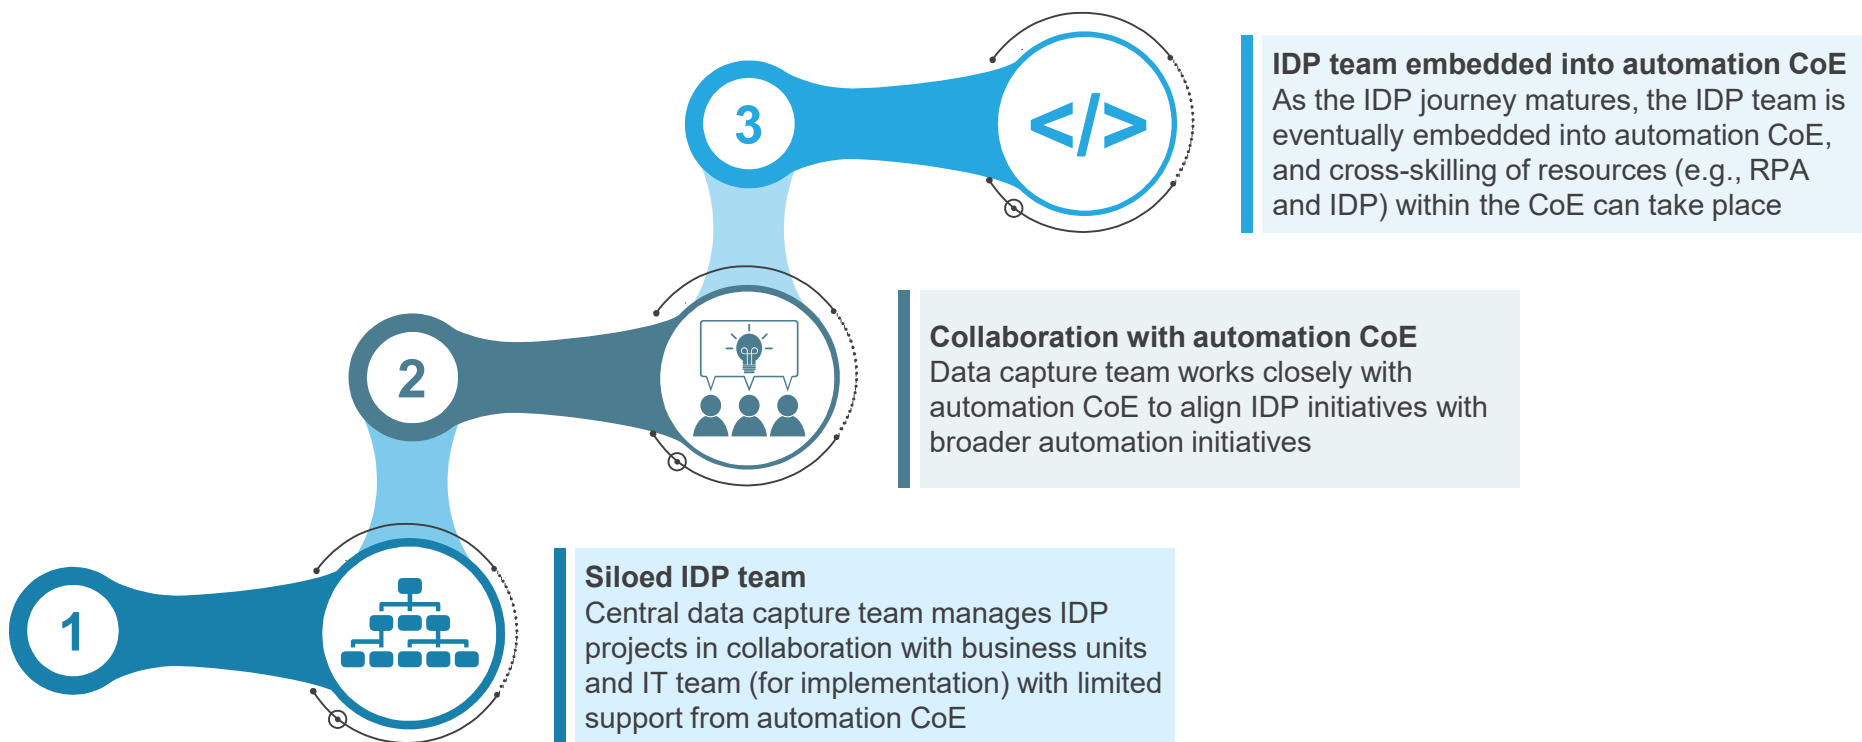 3
</>
IDP team embedded into automation CoE
As the IDP journey matures, the IDP team is
eventually embedded into automation CoE,
and cross-skilling of resources (e.g., RPA
and IDP) within the CoE can take place
2
Collaboration with automation CoE
Data capture team works closely with
automation CoE to align IDP initiatives with
broader automation initiatives
1
Siloed IDP team
Central data capture team manages IDP
projects in collaboration with business units
and IT team (for implementation) with limited
support from automation CoE